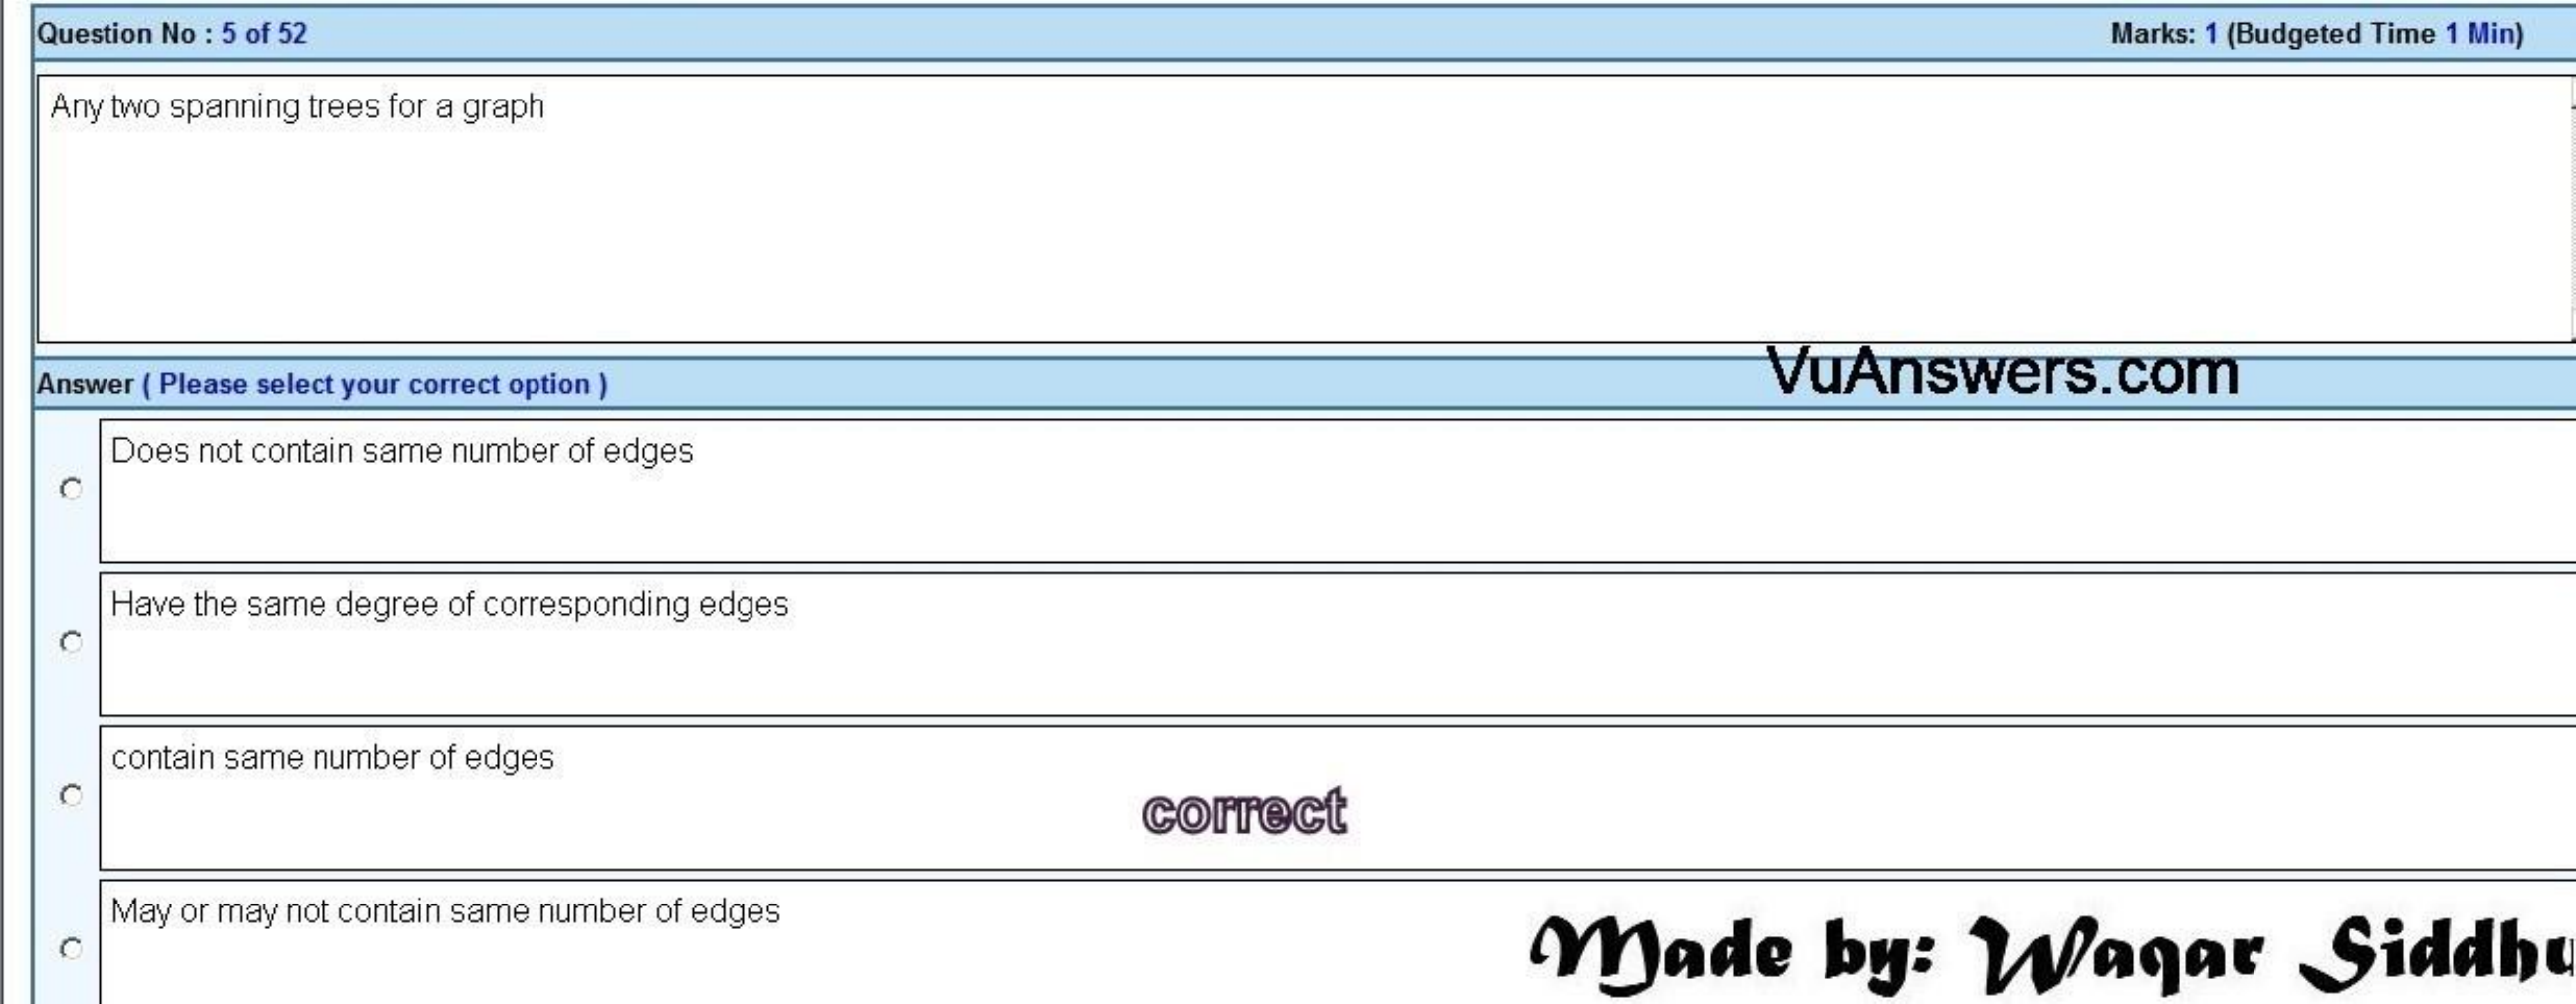 Question No : 5 of 52 Marks: 1 (Budgeted Time 1 Min)
Any two spanning trees for a graph
VuAnswers.com
Answer ( Please select your correct option )
Does not contain same number of edges
Have the same degree of corresponding edges
contain same number of edges
correct
May or may not contain same number of edges
Made by: Waqar Siddhu